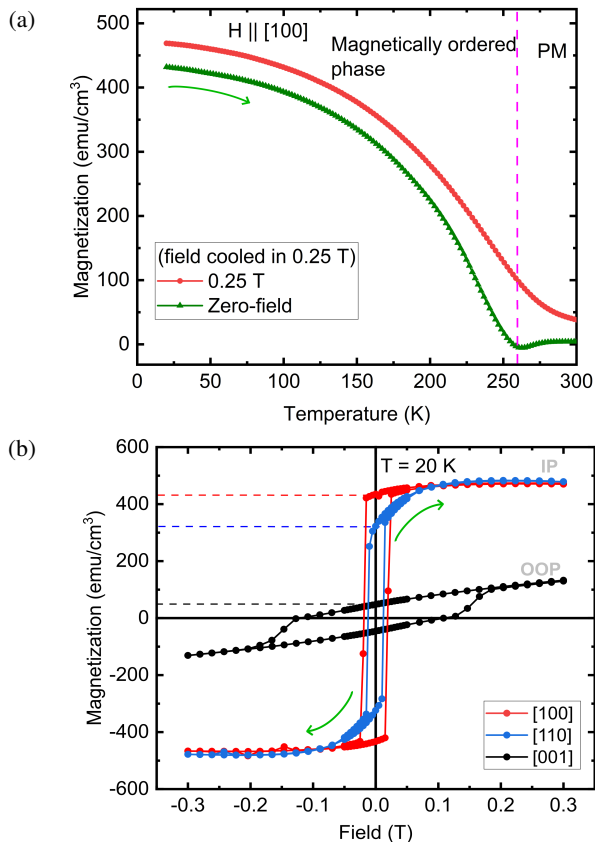 (a)
H || [100]
Magnetically ordered
phase
PM
500
400
300
200
100
0
Magnetization (emu/cm³)
(field cooled in 0.25 T)
0.25 T
Zero-field
0 50 100 150 200 250 300
Temperature (K)
(b)
T = 20 K
IP
OOP
600
400
200
0
-200
-400
-600
Magnetization (emu/cm³)
[100]
[110]
[001]
-0.3 -0.2 -0.1 0.0 0.1 0.2 0.3
Field (T)